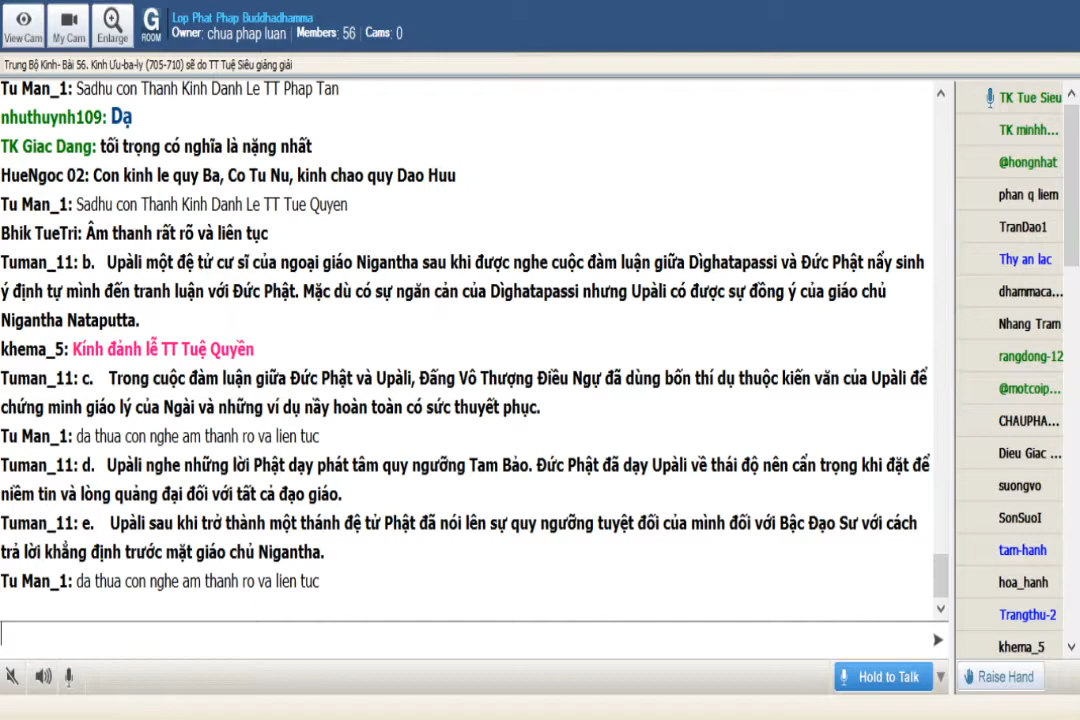 View Cam
My Cam
Enlarge
G
ROOM
Lop Phat Phap Buddhadhamma
Owner: chua phap luan | Members: 56 | Cams: 0
Trung Bộ Kinh- Bài 56. Kinh Ưu-ba-ly (705-710) sẽ do TT Tuệ Siêu giảng giải
Tu Man_1: Sadhu con Thanh Kinh Danh Le TT Phap Tan
nhuthuynh109: Dạ
TK Giac Dang: tối trọng có nghĩa là nặng nhất
HueNgoc 02: Con kinh le quy Ba, Co Tu Nu, kinh chao quy Dao Huu
Tu Man_1: Sadhu con Thanh Kinh Danh Le TT Tue Quyen
Bhik TueTri: Âm thanh rất rõ và liên tục
Tuman_11: b. Upàli một đệ tử cư sĩ của ngoại giáo Nigantha sau khi được nghe cuộc đàm luận giữa Dìghatapassi và Đức Phật nẩy sinh
ý định tự mình đến tranh luận với Đức Phật. Mặc dù có sự ngăn cản của Dìghatapassi nhưng Upàli có được sự đồng ý của giáo chủ
Nigantha Nataputta.
khema_5: Kính đảnh lễ TT Tuệ Quyền
Tuman_11: c. Trong cuộc đàm luận giữa Đức Phật và Upàli, Đấng Vô Thượng Điều Ngự đã dùng bốn thí dụ thuộc kiến văn của Upàli để
chứng minh giáo lý của Ngài và những ví dụ nầy hoàn toàn có sức thuyết phục.
Tu Man_1: da thua con nghe am thanh ro va lien tuc
Tuman_11: d. Upàli nghe những lời Phật dạy phát tâm quy ngưỡng Tam Bảo. Đức Phật đã dạy Upàli về thái độ nên cẩn trọng khi đặt để
niềm tin và lòng quảng đại đối với tất cả đạo giáo.
Tuman_11: e. Upàli sau khi trở thành một thánh đệ tử Phật đã nói lên sự quy ngưỡng tuyệt đối của mình đối với Bậc Đạo Sư với cách
trả lời khẳng định trước mặt giáo chủ Nigantha.
Tu Man_1: da thua con nghe am thanh ro va lien tuc
TK Tue Sieu
TK minhh...
@hongnhat
phan q liem
TranDao1
Thy an lac
dhammaca...
Nhang Tram
rangdong-12
@motcoip...
CHAUPHA...
Dieu Giac ...
suongvo
SonSuoI
tam-hanh
hoa_hanh
Trangthu-2
khema_5
Hold to Talk
Raise Hand